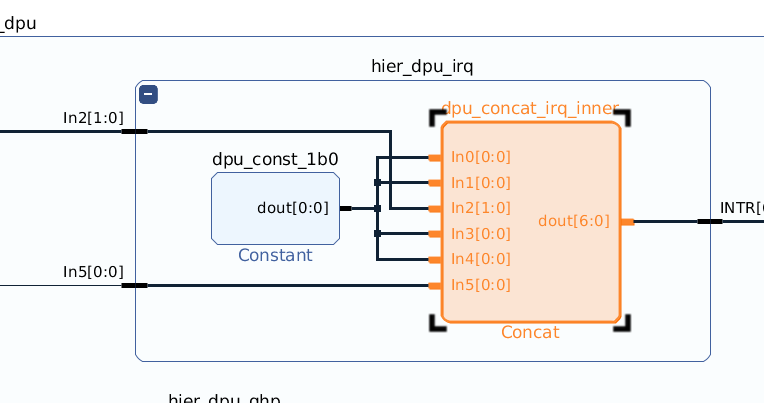 _dpu
hier_dpu_irq
dpu_concat_irq_inner
In2[1:0]
In0[0:0]
dpu_const_1b0
In1[0:0]
dout[0:0]
In2[1:0]
dout[6:0]
INTR[
In3[0:0]
Constant
In4[0:0]
In5[0:0]
In5[0:0]
Concat
hier_dpu_ghp